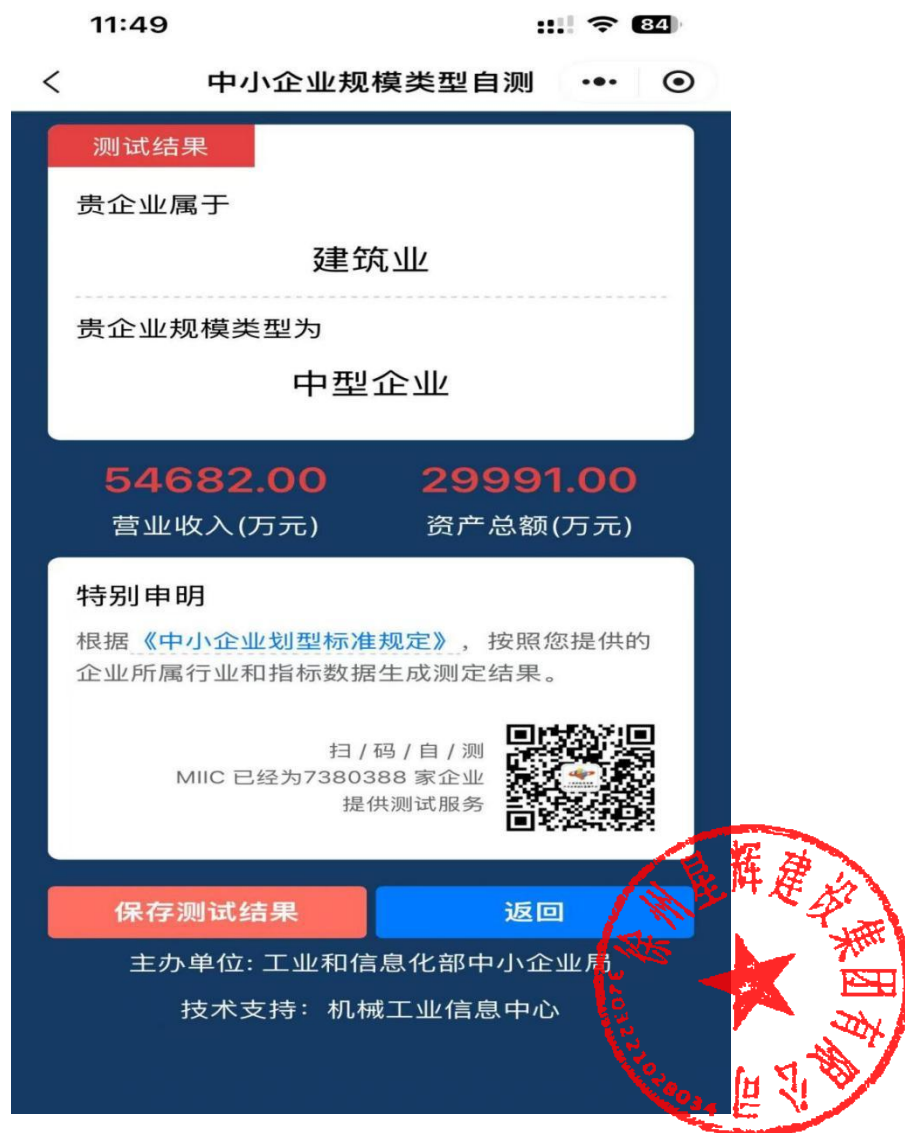 11:49
84
中小企业规模类型自测
测试结果
贵企业属于
建筑业
贵企业规模类型为
中型企业
54682.00
29991.00
营业收入(万元)
资产总额(万元)
特别申明
根据《中小企业划型标准规定》,按照您提供的
企业所属行业和指标数据生成测定结果。
扫/码/自/测
MIIC 已经为7380388 家企业
提供测试服务
保存测试结果
返回
主办单位: 工业和信息化部中小企业局
技术支持: 机械工业信息中心
徐州星辉建设集团有限公司